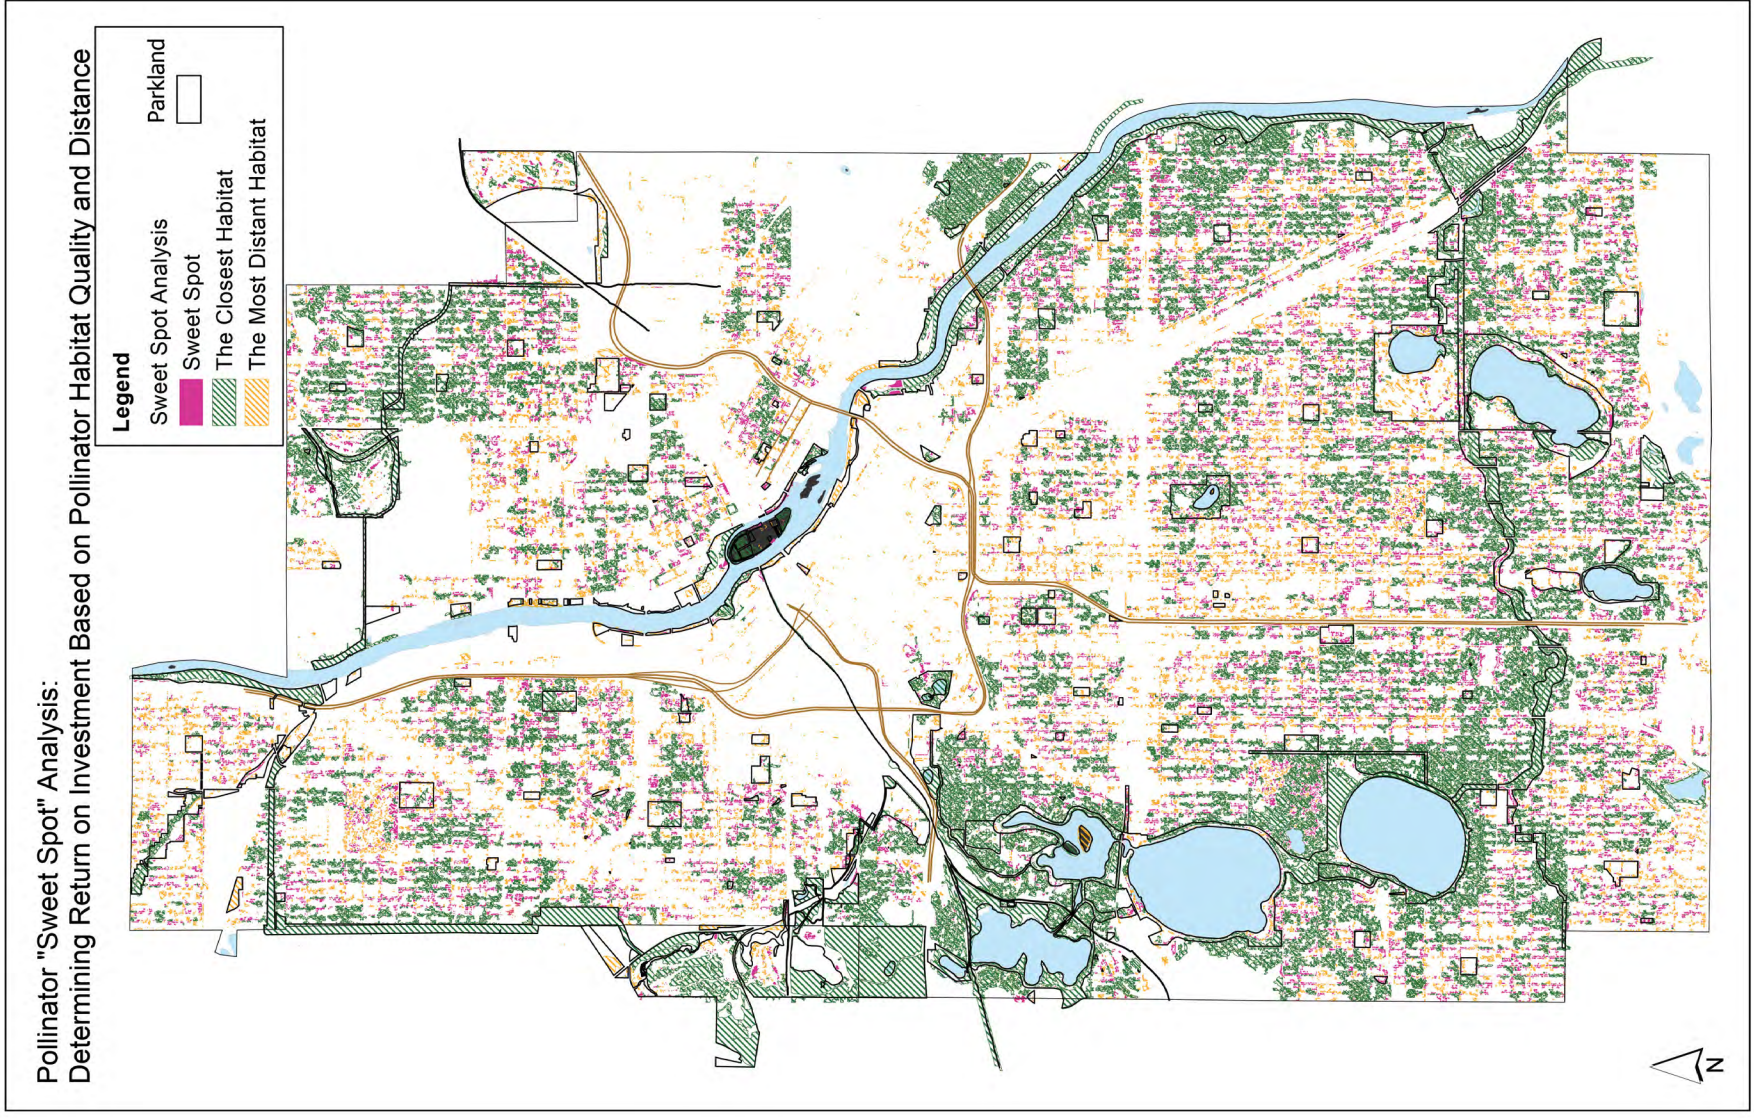 Pollinator "Sweet Spot" Analysis:
Determining Return on Investment Based on Pollinator Habitat Quality and Distance
Legend
Sweet Spot Analysis
Sweet Spot
The Closest Habitat
The Most Distant Habitat
Parkland
N